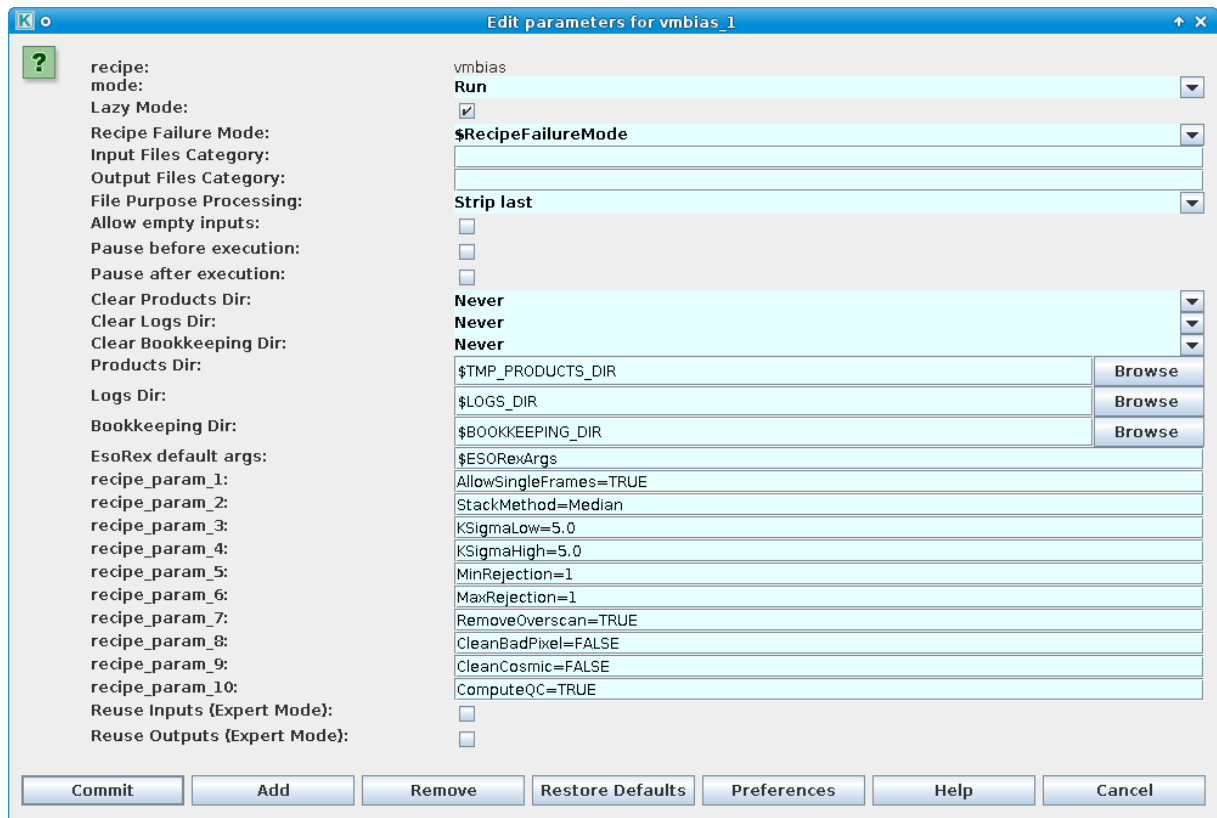 K Edit parameters for vmbias_1
?
recipe: vmbias
mode: Run
Lazy Mode:
Recipe Failure Mode: $RecipeFailureMode
Input Files Category:
Output Files Category:
File Purpose Processing: Strip last
Allow empty inputs:
Pause before execution:
Pause after execution:
Clear Products Dir: Never
Clear Logs Dir: Never
Clear Bookkeeping Dir: Never
Products Dir: $TMP_PRODUCTS_DIR Browse
Logs Dir: $LOGS_DIR Browse
Bookkeeping Dir: $BOOKKEEPING_DIR Browse
EsoRex default args: $ESORexArgs
recipe_param_1: AllowSingleFrames=TRUE
recipe_param_2: StackMethod=Median
recipe_param_3: KSigmaLow=5.0
recipe_param_4: KSigmaHigh=5.0
recipe_param_5: MinRejection=1
recipe_param_6: MaxRejection=1
recipe_param_7: RemoveOverscan=TRUE
recipe_param_8: CleanBadPixel=FALSE
recipe_param_9: CleanCosmic=FALSE
recipe_param_10: ComputeQC=TRUE
Reuse Inputs (Expert Mode):
Reuse Outputs (Expert Mode):
Commit Add Remove Restore Defaults Preferences Help Cancel